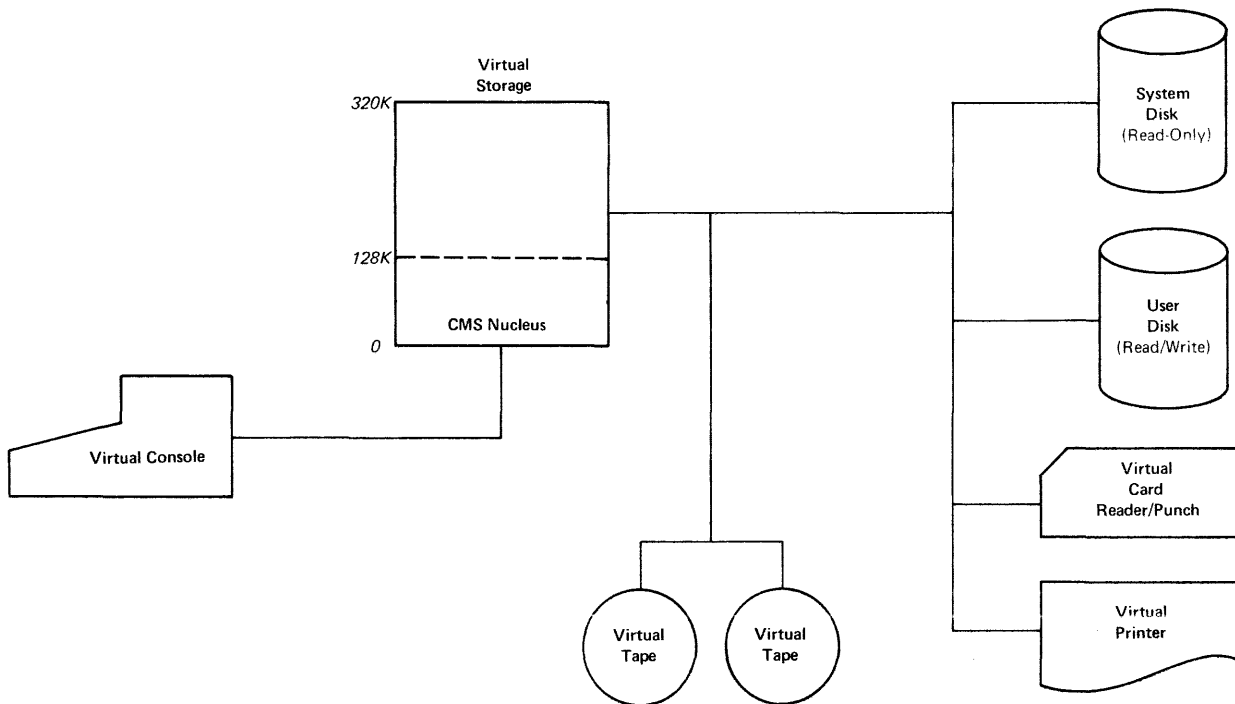 Virtual
Storage
320K
128K
CMS Nucleus
0
Virtual Console
Virtual
Tape
Virtual
Tape
System
Disk
(Read-Only)
User
Disk
(Read/Write)
Virtual
Card
Reader/Punch
Virtual
Printer